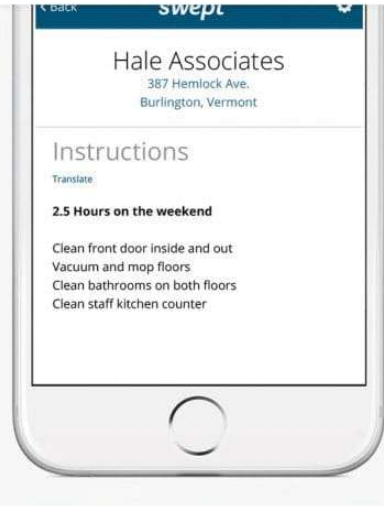 < Back
swept
Hale Associates
387 Hemlock Ave.
Burlington, Vermont
Instructions
Translate
2.5 Hours on the weekend
Clean front door inside and out
Vacuum and mop floors
Clean bathrooms on both floors
Clean staff kitchen counter